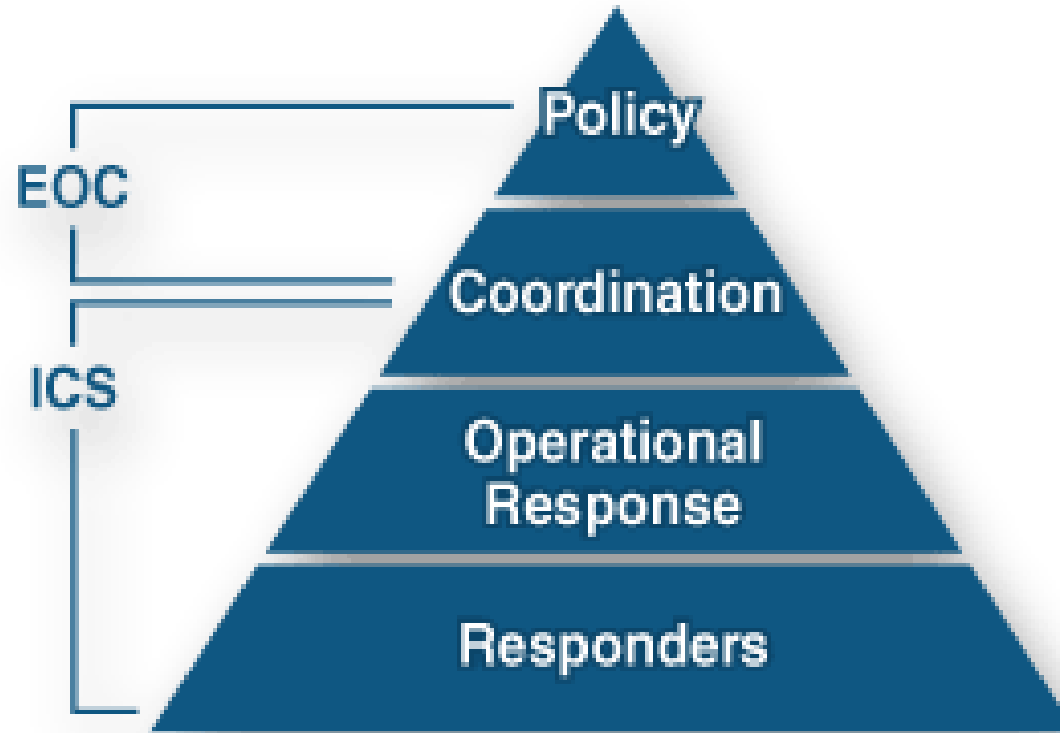 Policy
EOC
Coordination
ICS
Operational
Response
Responders